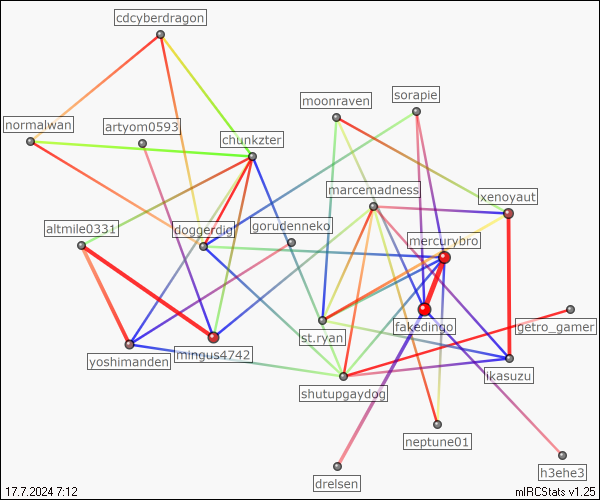 cdcyberdragon
moonraven
sorapie
normalwan
artyom0593
chunkzter
marcemadness
xenoyaut
altmile0331
doggerdig
gorudenneko
mercurybro
fakedingo
getro_gamer
st.ryan
yoshimanden
mingus4742
ikasuzu
shutupgaydog
neptune01
h3ehe3
drelsen
17.7.2024 7:12
mIRCStats v1.25